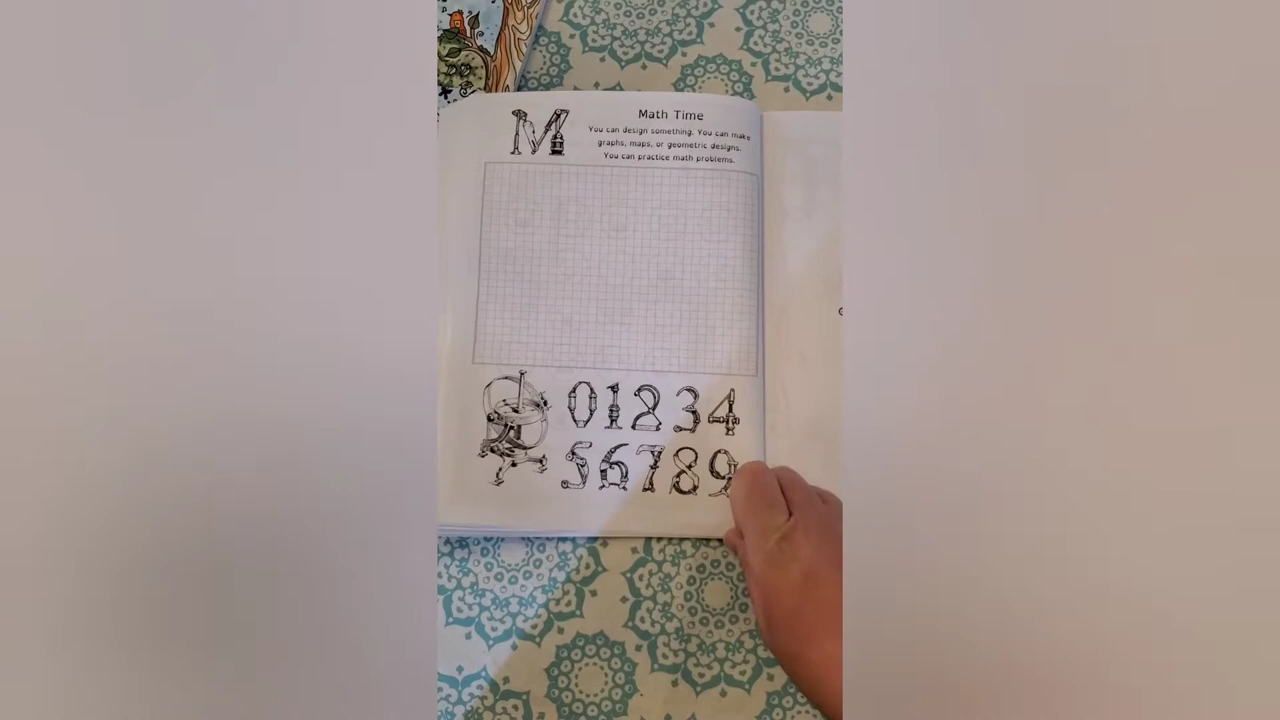 M
Math Time
You can design something. You can make
graphs, maps, or geometric designs.
You can practice math problems.
0 1 2 3 4
5 6 7 8 9